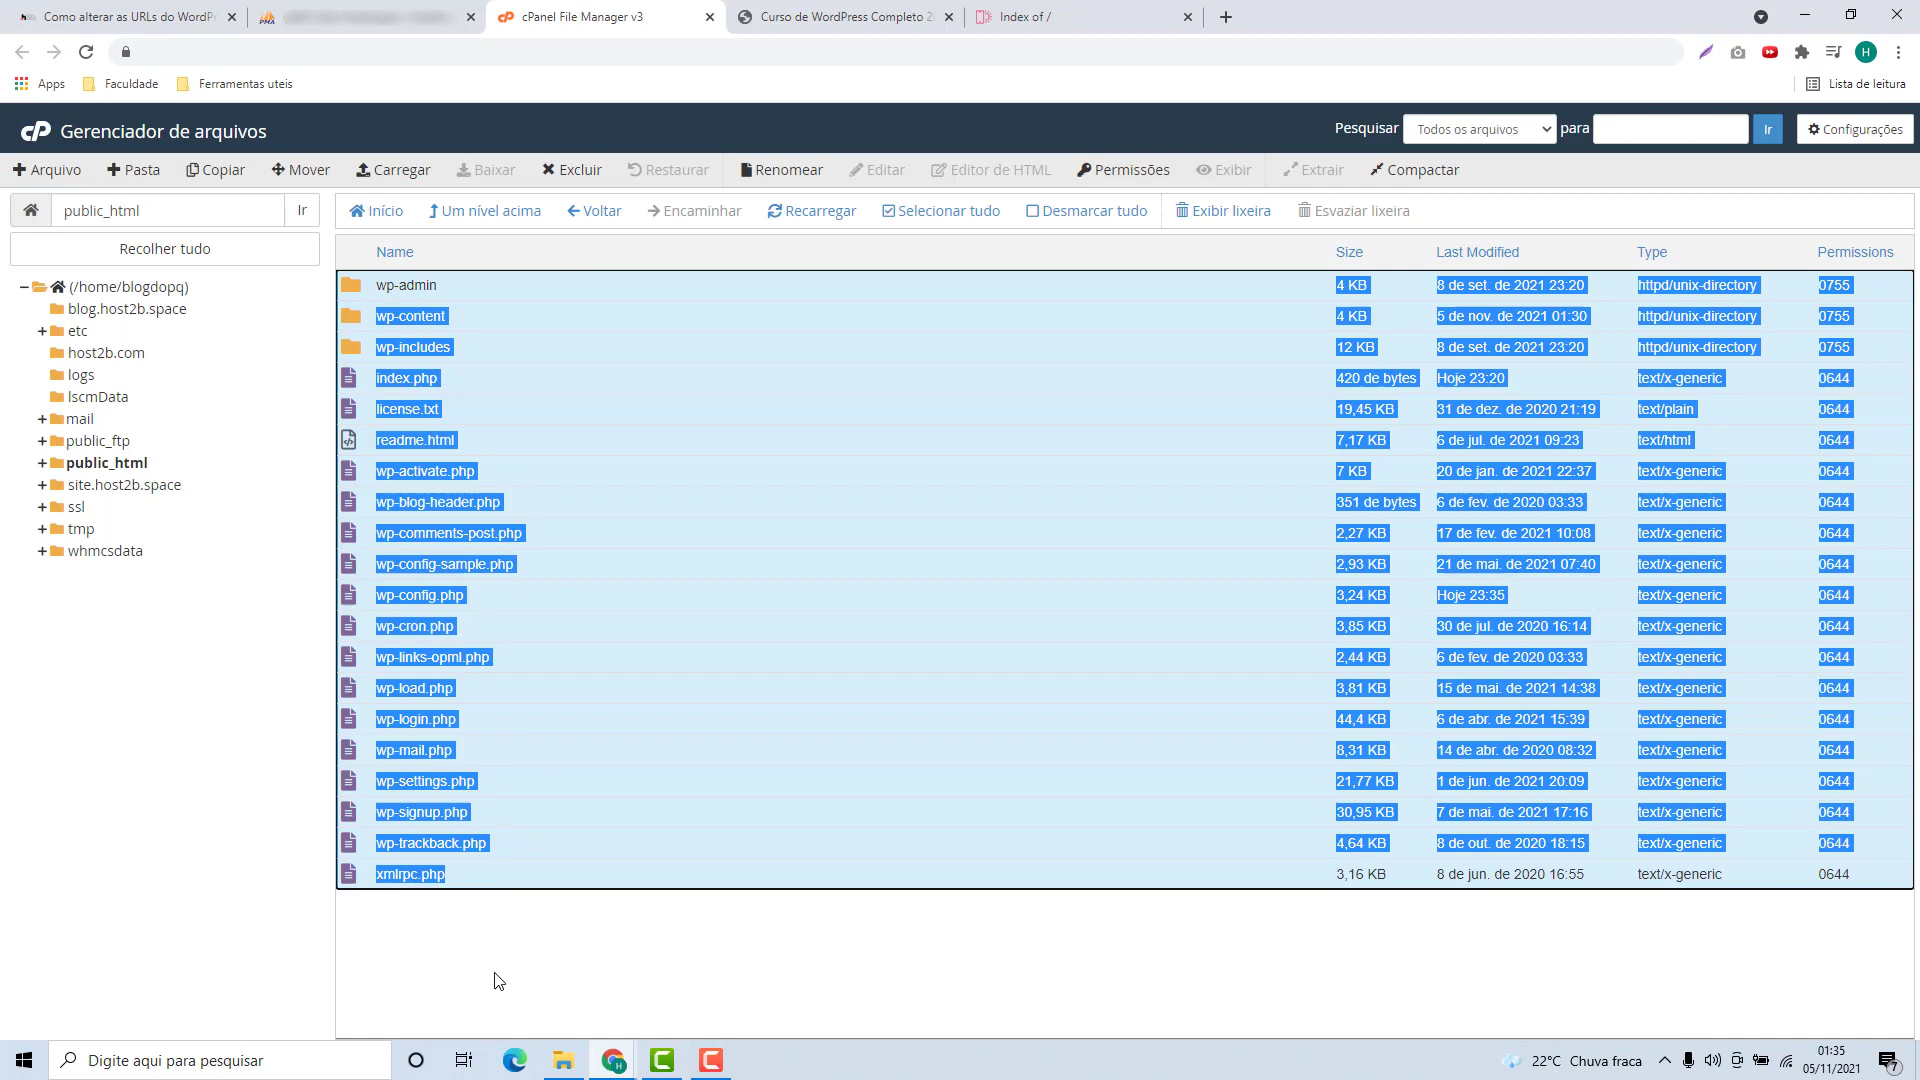 Como alterar as URLs do WordPr
PMA
cPanel File Manager v3
Curso de WordPress Completo 2
Index of /
H
Apps
Faculdade
Ferramentas uteis
Lista de leitura
cP Gerenciador de arquivos
Pesquisar
Todos os arquivos
para
Ir
Configurações
Arquivo
Pasta
Copiar
Mover
Carregar
Baixar
Excluir
Restaurar
Renomear
Editar
Editor de HTML
Permissões
Exibir
Extrair
Compactar
public_html
Ir
Início
Um nível acima
Voltar
Encaminhar
Recarregar
Selecionar tudo
Desmarcar tudo
Exibir lixeira
Esvaziar lixeira
Recolher tudo
(/home/blogdopq)
blog.host2b.space
etc
host2b.com
logs
lscmData
mail
public_ftp
public_html
site.host2b.space
ssl
tmp
whmcsdata
Name Size Last Modified Type Permissions
wp-admin 4 KB 8 de set. de 2021 23:20 httpd/unix-directory 0755
wp-content 4 KB 5 de nov. de 2021 01:30 httpd/unix-directory 0755
wp-includes 12 KB 8 de set. de 2021 23:20 httpd/unix-directory 0755
index.php 420 de bytes Hoje 23:20 text/x-generic 0644
license.txt 19,45 KB 31 de dez. de 2020 21:19 text/plain 0644
readme.html 7,17 KB 6 de jul. de 2021 09:23 text/html 0644
wp-activate.php 7 KB 20 de jan. de 2021 22:37 text/x-generic 0644
wp-blog-header.php 351 de bytes 6 de fev. de 2020 03:33 text/x-generic 0644
wp-comments-post.php 2,27 KB 17 de fev. de 2021 10:08 text/x-generic 0644
wp-config-sample.php 2,93 KB 21 de mai. de 2021 07:40 text/x-generic 0644
wp-config.php 3,24 KB Hoje 23:35 text/x-generic 0644
wp-cron.php 3,85 KB 30 de jul. de 2020 16:14 text/x-generic 0644
wp-links-opml.php 2,44 KB 6 de fev. de 2020 03:33 text/x-generic 0644
wp-load.php 3,81 KB 15 de mai. de 2021 14:38 text/x-generic 0644
wp-login.php 44,4 KB 6 de abr. de 2021 15:39 text/x-generic 0644
wp-mail.php 8,31 KB 14 de abr. de 2020 08:32 text/x-generic 0644
wp-settings.php 21,77 KB 1 de jun. de 2021 20:09 text/x-generic 0644
wp-signup.php 30,95 KB 7 de mai. de 2021 17:16 text/x-generic 0644
wp-trackback.php 4,64 KB 8 de out. de 2020 18:15 text/x-generic 0644
xmlrpc.php 3,16 KB 8 de jun. de 2020 16:55 text/x-generic 0644
Digite aqui para pesquisar
22°C Chuva fraca
01:35
05/11/2021
7